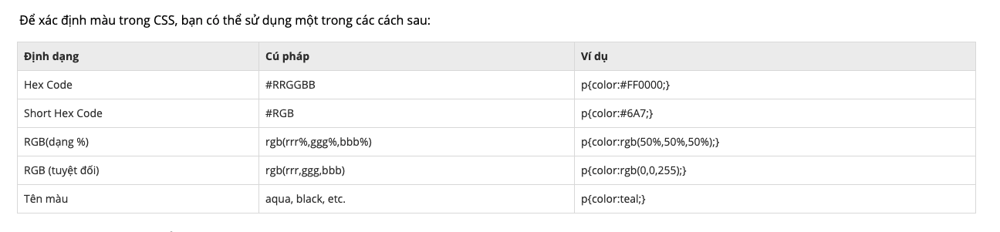 Để xác định màu trong CSS, bạn có thể sử dụng một trong các cách sau:
Định dạng Cú pháp Ví dụ
Hex Code #RRGGBB p{color:#FF0000;}
Short Hex Code #RGB p{color:#6A7;}
RGB(dạng %) rgb(rrr%,ggg%,bbb%) p{color:rgb(50%,50%,50%);}
RGB (tuyệt đối) rgb(rrr,ggg,bbb) p{color:rgb(0,0,255);}
Tên màu aqua, black, etc. p{color:teal;}